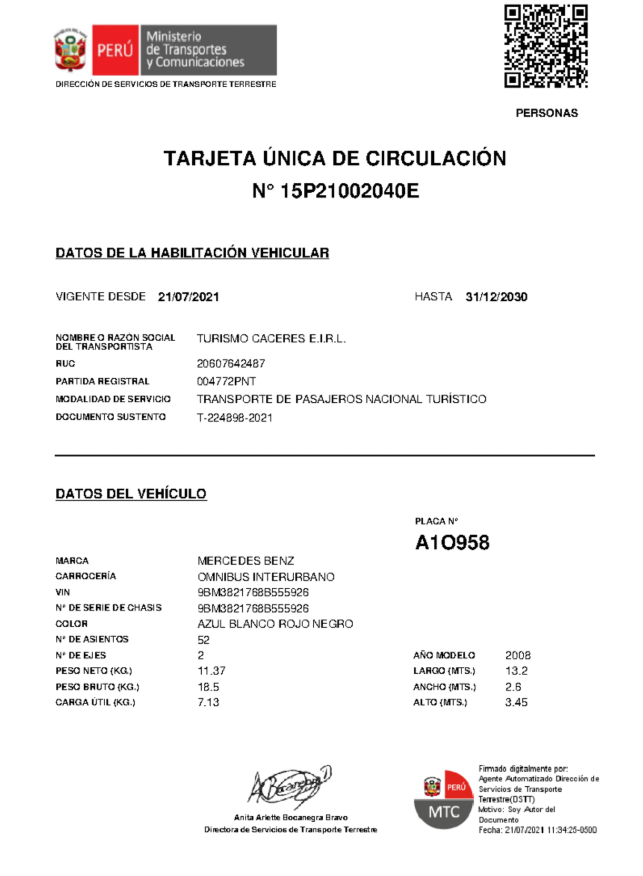 PERÚ
Ministerio
de Transportes
y Comunicaciones
DIRECCIÓN DE SERVICIOS DE TRANSPORTE TERRESTRE
PERSONAS
TARJETA ÚNICA DE CIRCULACIÓN
N° 15P21002040E
DATOS DE LA HABILITACIÓN VEHICULAR
VIGENTE DESDE 21/07/2021 HASTA 31/12/2030
NOMBRE O RAZÓN SOCIAL
DEL TRANSPORTISTA TURISMO CACERES E.I.R.L.
RUC 20607642487
PARTIDA REGISTRAL 004772PNT
MODALIDAD DE SERVICIO TRANSPORTE DE PASAJEROS NACIONAL TURÍSTICO
DOCUMENTO SUSTENTO T-224898-2021
DATOS DEL VEHÍCULO
PLACA N°
A1O958
MARCA MERCEDES BENZ
CARROCERÍA OMNIBUS INTERURBANO
VIN 9BM3821768B555926
N° DE SERIE DE CHASIS 9BM3821768B555926
COLOR AZUL BLANCO ROJO NEGRO
N° DE ASIENTOS 52
N° DE EJES 2 AÑO MODELO 2008
PESO NETO (KG.) 11.37 LARGO (MTS.) 13.2
PESO BRUTO (KG.) 18.5 ANCHO (MTS.) 2.6
CARGA ÚTIL (KG.) 7.13 ALTO (MTS.) 3.45
Anita Arlette Bocanegra Bravo
Directora de Servicios de Transporte Terrestre
PERÚ
MTC
Firmado digitalmente por:
Agente Automatizado Dirección de
Servicios de Transporte
Terrestre(DSTT)
Motivo: Soy Autor del
Documento
Fecha: 21/07/2021 11:34:25-0500